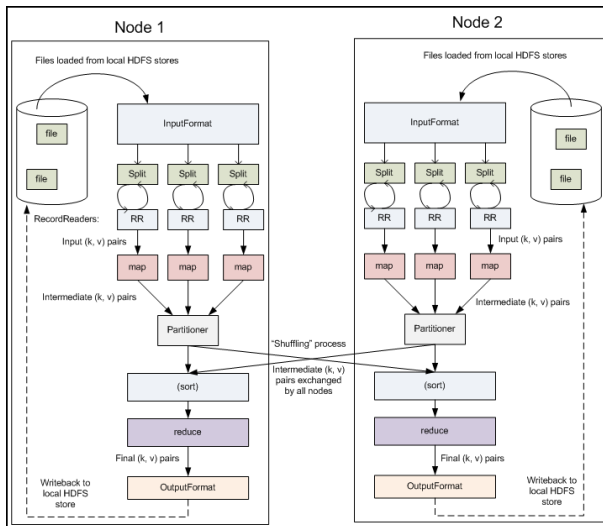 Node 1
Node 2
Files loaded from local HDFS stores
Files loaded from local HDFS stores
InputFormat
InputFormat
file
file
file
file
Split
Split
Split
Split
Split
Split
RecordReaders:
RR
RR
RR
RR
RR
RR
Input (k, v) pairs
Input (k, v) pairs
map
map
map
map
map
map
Intermediate (k, v) pairs
Intermediate (k, v) pairs
Partitioner
Partitioner
"Shuffling" process
Intermediate (k, v)
pairs exchanged
by all nodes
(sort)
(sort)
reduce
reduce
Final (k, v) pairs
Final (k, v) pairs
Writeback to
local HDFS
store
OutputFormat
OutputFormat
Writeback to
local HDFS
store